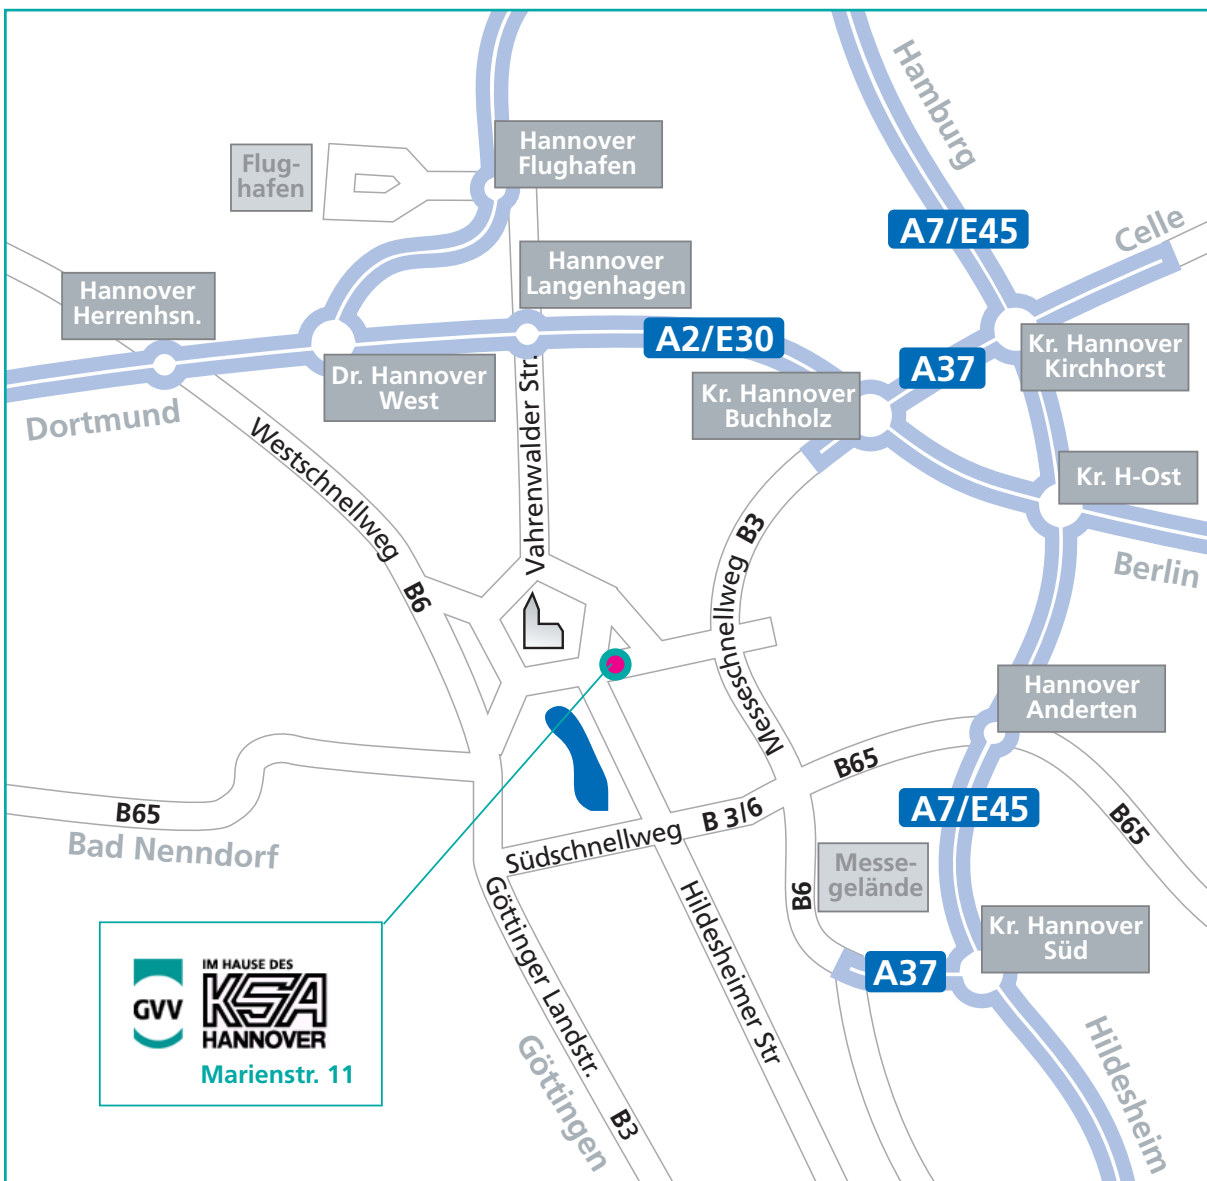 Hamburg
Hannover
Flughafen
Flug-
hafen
A7/E45
Celle
Hannover
Langenhagen
Hannover
Herrenhsn.
A2/E30
Kr. Hannover
Kirchhorst
A37
Dr. Hannover
West
Kr. Hannover
Buchholz
Dortmund
Vahrenwalder Str.
Westschnellweg
B6
Kr. H-Ost
B3
Messeschnellweg
Berlin
Hannover
Anderten
B65
B65
Bad Nenndorf
A7/E45
B65
B 3/6
Südschnellweg
Messe-
gelände
B6
Göttinger Landstr.
Hildesheimer Str
Kr. Hannover
Süd
A37
GVV
IM HAUSE DES
KSA
HANNOVER
Marienstr. 11
Göttingen
B3
Hildesheim